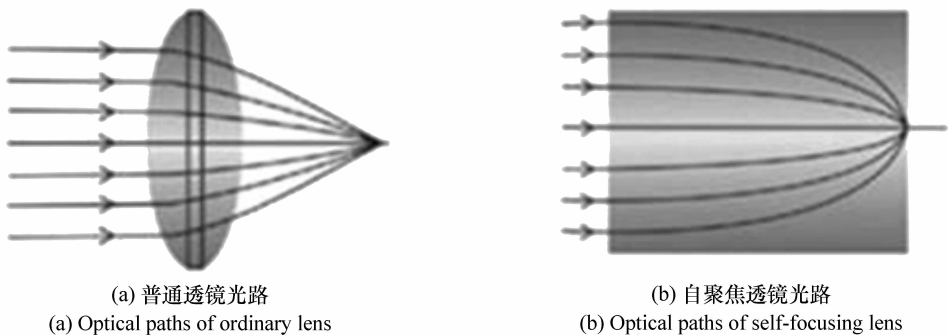 (a) 普通透镜光路
(a) Optical paths of ordinary lens
(b) 自聚焦透镜光路
(b) Optical paths of self-focusing lens